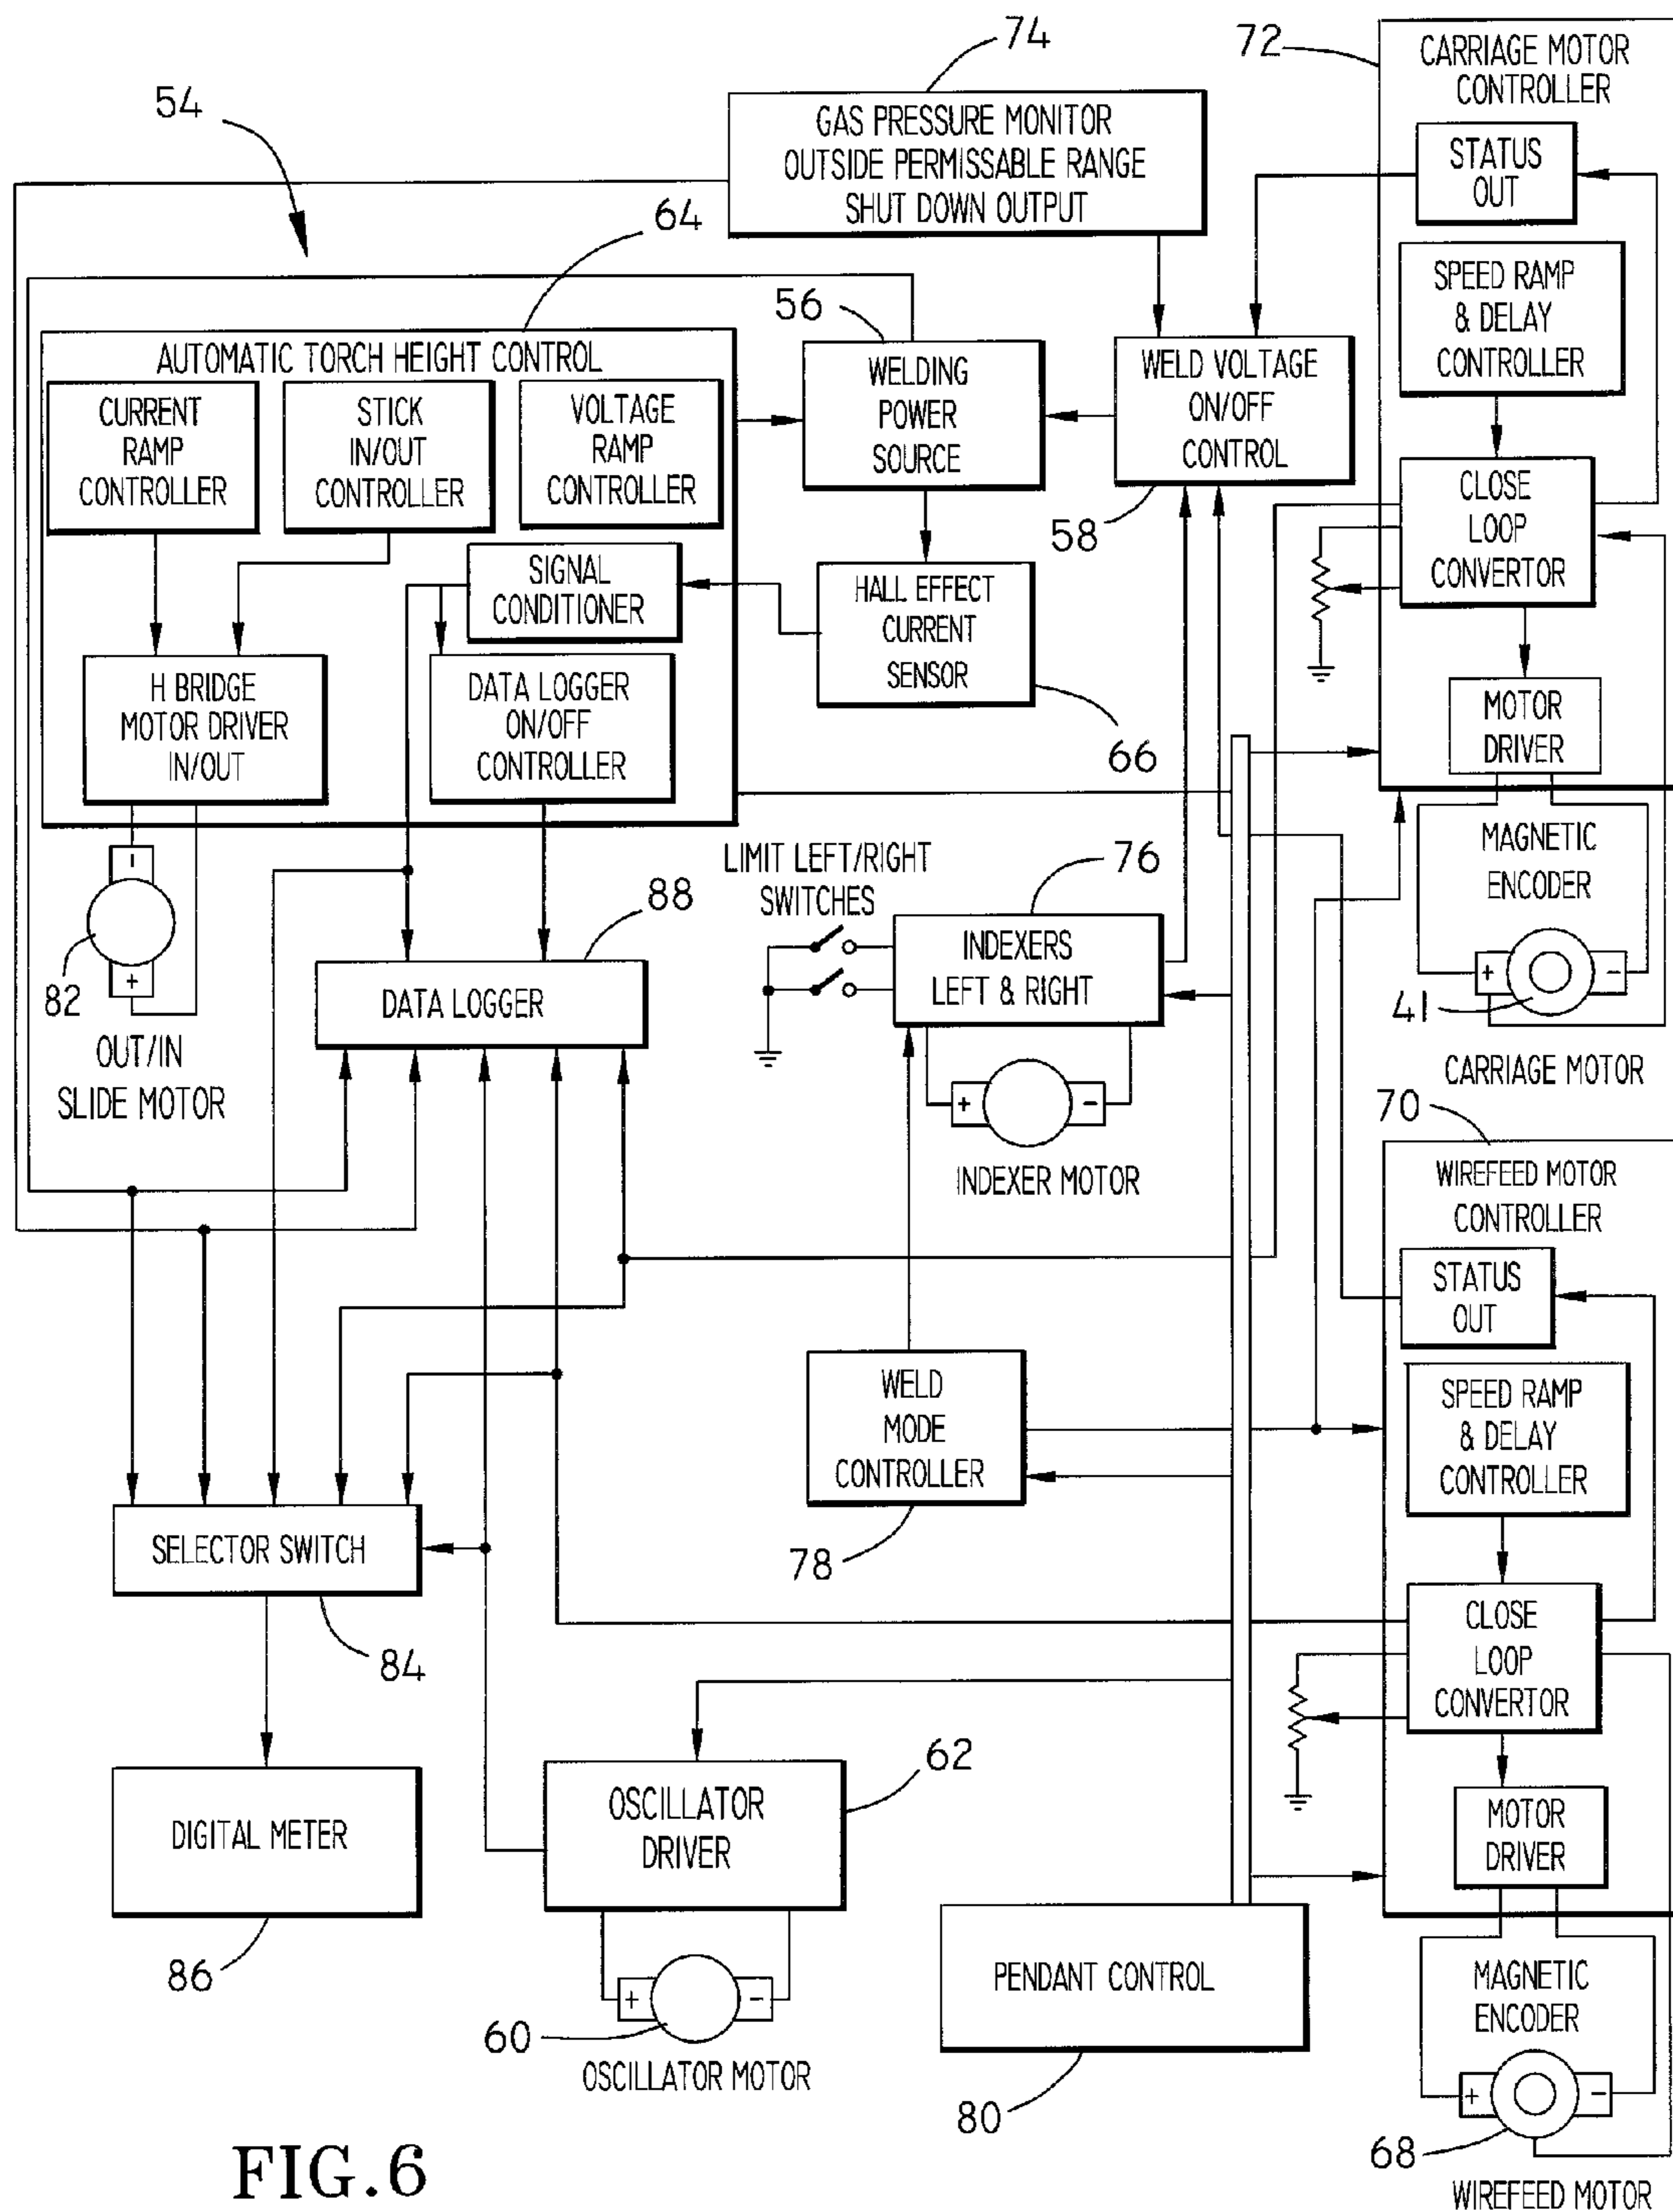 74
72
CARRIAGE MOTOR
CONTROLLER
54
GAS PRESSURE MONITOR
OUTSIDE PERMISSABLE RANGE
SHUT DOWN OUTPUT
STATUS
OUT
64
SPEED RAMP
& DELAY
CONTROLLER
56
AUTOMATIC TORCH HEIGHT CONTROL
CURRENT
RAMP
CONTROLLER
STICK
IN/OUT
CONTROLLER
VOLTAGE
RAMP
CONTROLLER
WELDING
POWER
SOURCE
WELD VOLTAGE
ON/OFF
CONTROL
58
CLOSE
LOOP
CONVERTOR
SIGNAL
CONDITIONER
HALL EFFECT
CURRENT
SENSOR
66
H BRIDGE
MOTOR DRIVER
IN/OUT
DATA LOGGER
ON/OFF
CONTROLLER
MOTOR
DRIVER
-
+
82
OUT/IN
SLIDE MOTOR
88
DATA LOGGER
LIMIT LEFT/RIGHT
SWITCHES
76
INDEXERS
LEFT & RIGHT
+
-
INDEXER MOTOR
MAGNETIC
ENCODER
+
-
41
CARRIAGE MOTOR
70
WIREFEED MOTOR
CONTROLLER
STATUS
OUT
SPEED RAMP
& DELAY
CONTROLLER
WELD
MODE
CONTROLLER
78
SELECTOR SWITCH
84
CLOSE
LOOP
CONVERTOR
62
DIGITAL METER
86
OSCILLATOR
DRIVER
+
-
60
OSCILLATOR MOTOR
MOTOR
DRIVER
PENDANT CONTROL
80
MAGNETIC
ENCODER
+
-
68
WIREFEED MOTOR
FIG.6